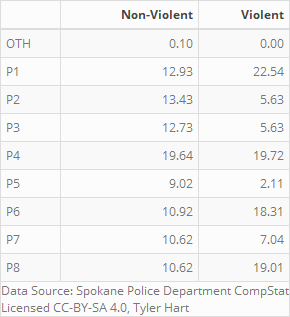 Non-Violent Violent
OTH 0.10 0.00
P1 12.93 22.54
P2 13.43 5.63
P3 12.73 5.63
P4 19.64 19.72
P5 9.02 2.11
P6 10.92 18.31
P7 10.62 7.04
P8 10.62 19.01
Data Source: Spokane Police Department CompStat
Licensed CC-BY-SA 4.0, Tyler Hart